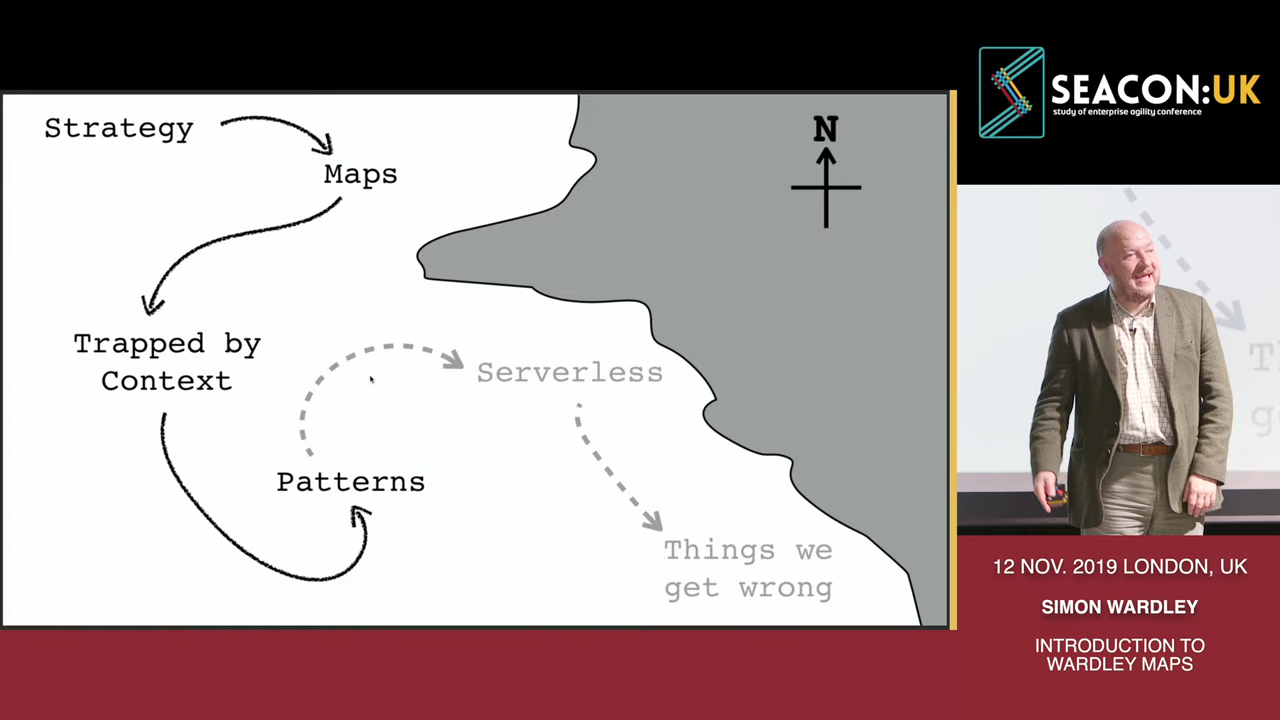 Strategy
Maps
N
Trapped by
Context
Serverless
Patterns
Things we
get wrong
SEACON:UK
study of enterprise agility conference
12 NOV. 2019 LONDON, UK
SIMON WARDLEY
INTRODUCTION TO
WARDLEY MAPS